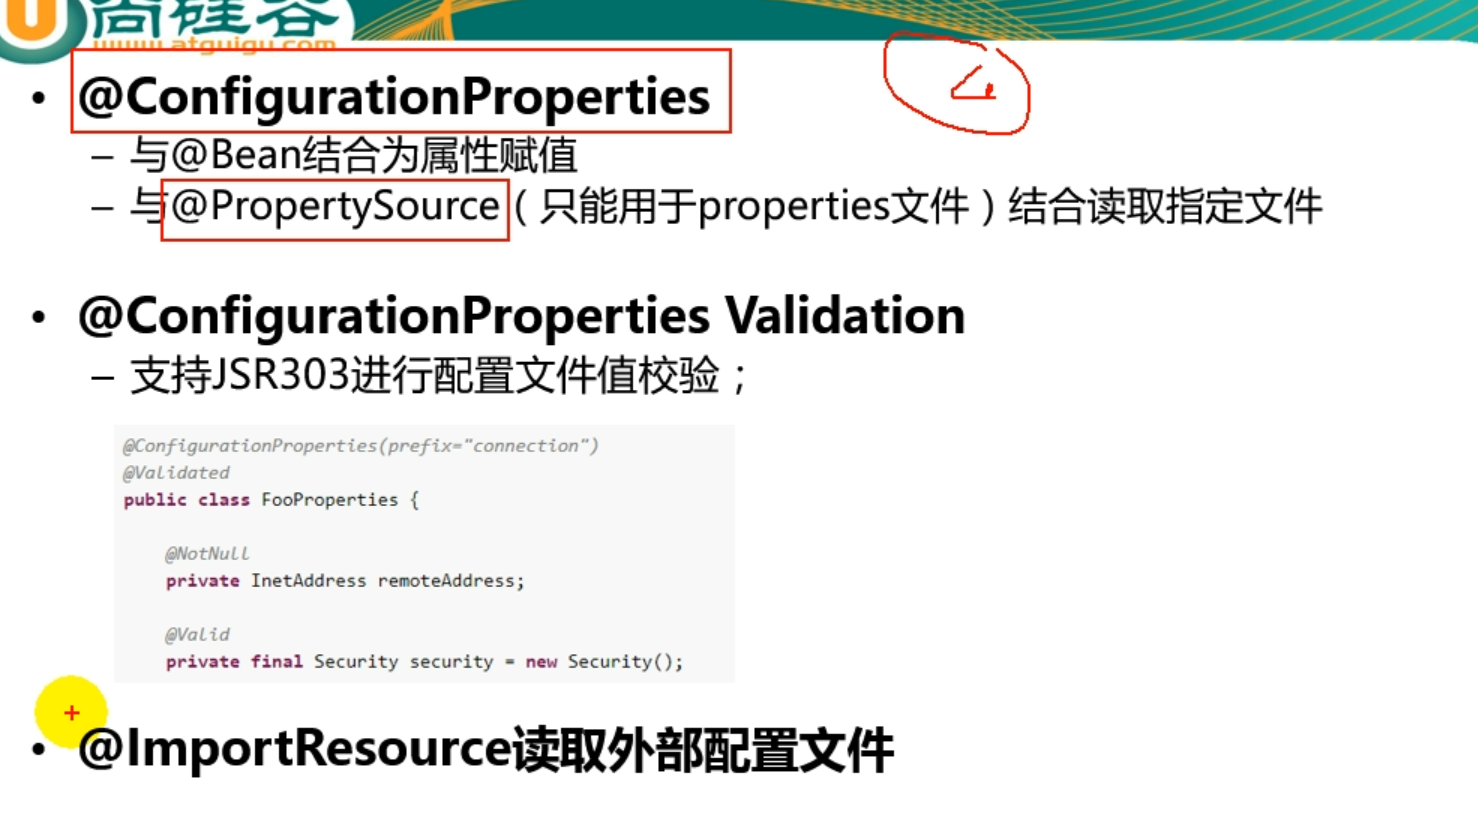 尚硅谷
www.atguigu.com
• @ConfigurationProperties
– 与@Bean结合为属性赋值
– 与@PropertySource（只能用于properties文件）结合读取指定文件
• @ConfigurationProperties Validation
– 支持JSR303进行配置文件值校验；
@ConfigurationProperties(prefix="connection")
@Validated
public class FooProperties {
@NotNull
private InetAddress remoteAddress;
@Valid
private final Security security = new Security();
• @ImportResource读取外部配置文件